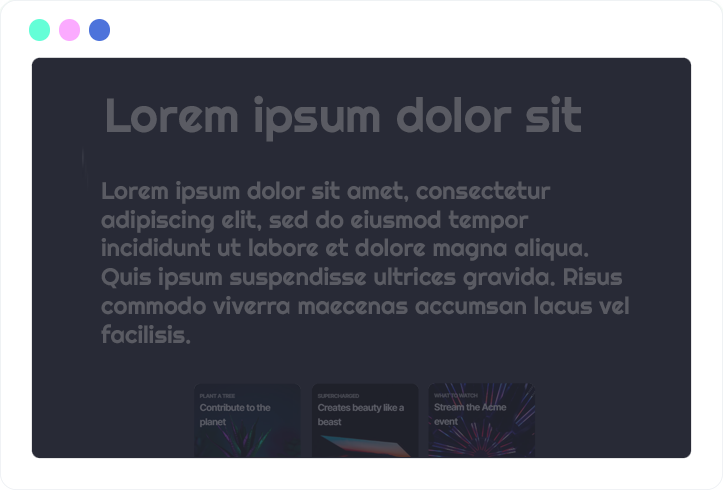 Lorem ipsum dolor sit
Lorem ipsum dolor sit amet, consectetur
adipiscing elit, sed do eiusmod tempor
incididunt ut labore et dolore magna aliqua.
Quis ipsum suspendisse ultrices gravida. Risus
commodo viverra maecenas accumsan lacus vel
facilisis.
PLANT A TREE
Contribute to the
planet
SUPERCHARGED
Creates beauty like a
beast
WHAT TO WATCH
Stream the Acme
event